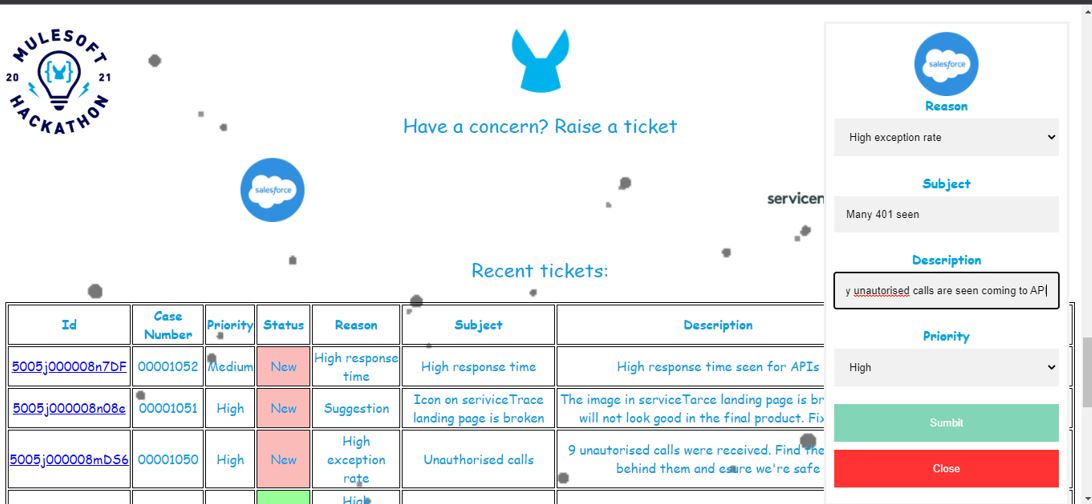 MULESOFT
20 21
HACKATHON
Have a concern? Raise a ticket
salesforce
servicen
Recent tickets:
Id Case Number Priority Status Reason Subject Description
5005j000008n7DF 00001052 Medium New High response time High response time High response time seen for APIs
5005j000008n08e 00001051 High New Suggestion Icon on seriviceTrace landing page is broken The image in serviceTarce landing page is br
will not look good in the final product. Fix
5005j000008mDS6 00001050 High New High exception rate Unauthorised calls 9 unautorised calls were received. Find the
behind them and esure we're safe
High
salesforce
Reason
High exception rate
Subject
Many 401 seen
Description
y unautorised calls are seen coming to API
Priority
High
Sumbit
Close